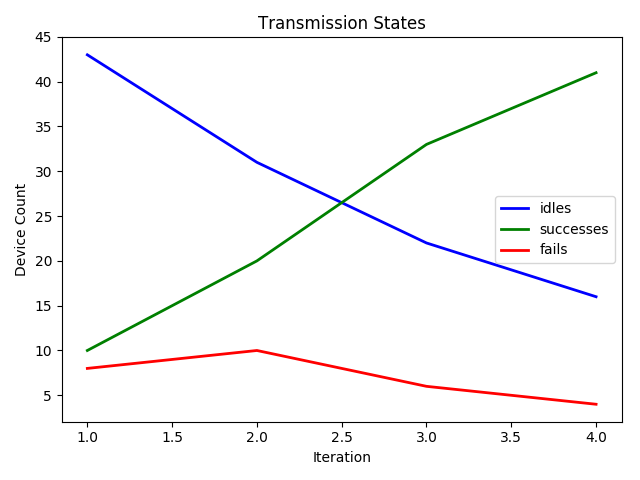 Transmission States
45
40
35
30
25
20
15
10
5
Device Count
idles
successes
fails
1.0 1.5 2.0 2.5 3.0 3.5 4.0
Iteration